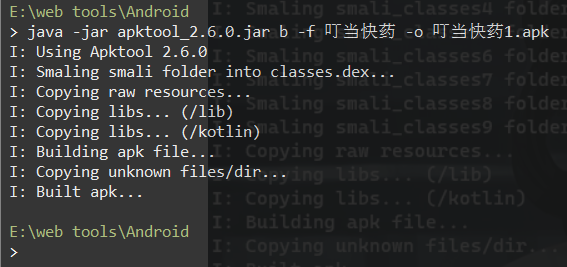 E:\web tools\Android
> java -jar apktool_2.6.0.jar b -f 叮当快药 -o 叮当快药1.apk
I: Using Apktool 2.6.0
I: Smaling smali folder into classes.dex...
I: Copying raw resources...
I: Copying libs... (/lib)
I: Copying libs... (/kotlin)
I: Building apk file...
I: Copying unknown files/dir...
I: Built apk...
E:\web tools\Android
>
I: Smaling smali_classes4 folder
I: Smaling smali_classes6 folder
I: Smaling smali_classes7 folder
I: Smaling smali_classes8 folder
I: Smaling smali_classes9 folder
I: Copying raw resources...
I: Copying libs... (/lib)
I: Copying libs... (/kotlin)
I: Building apk file...
I: Copying unknown files/dir...
I: Built apk